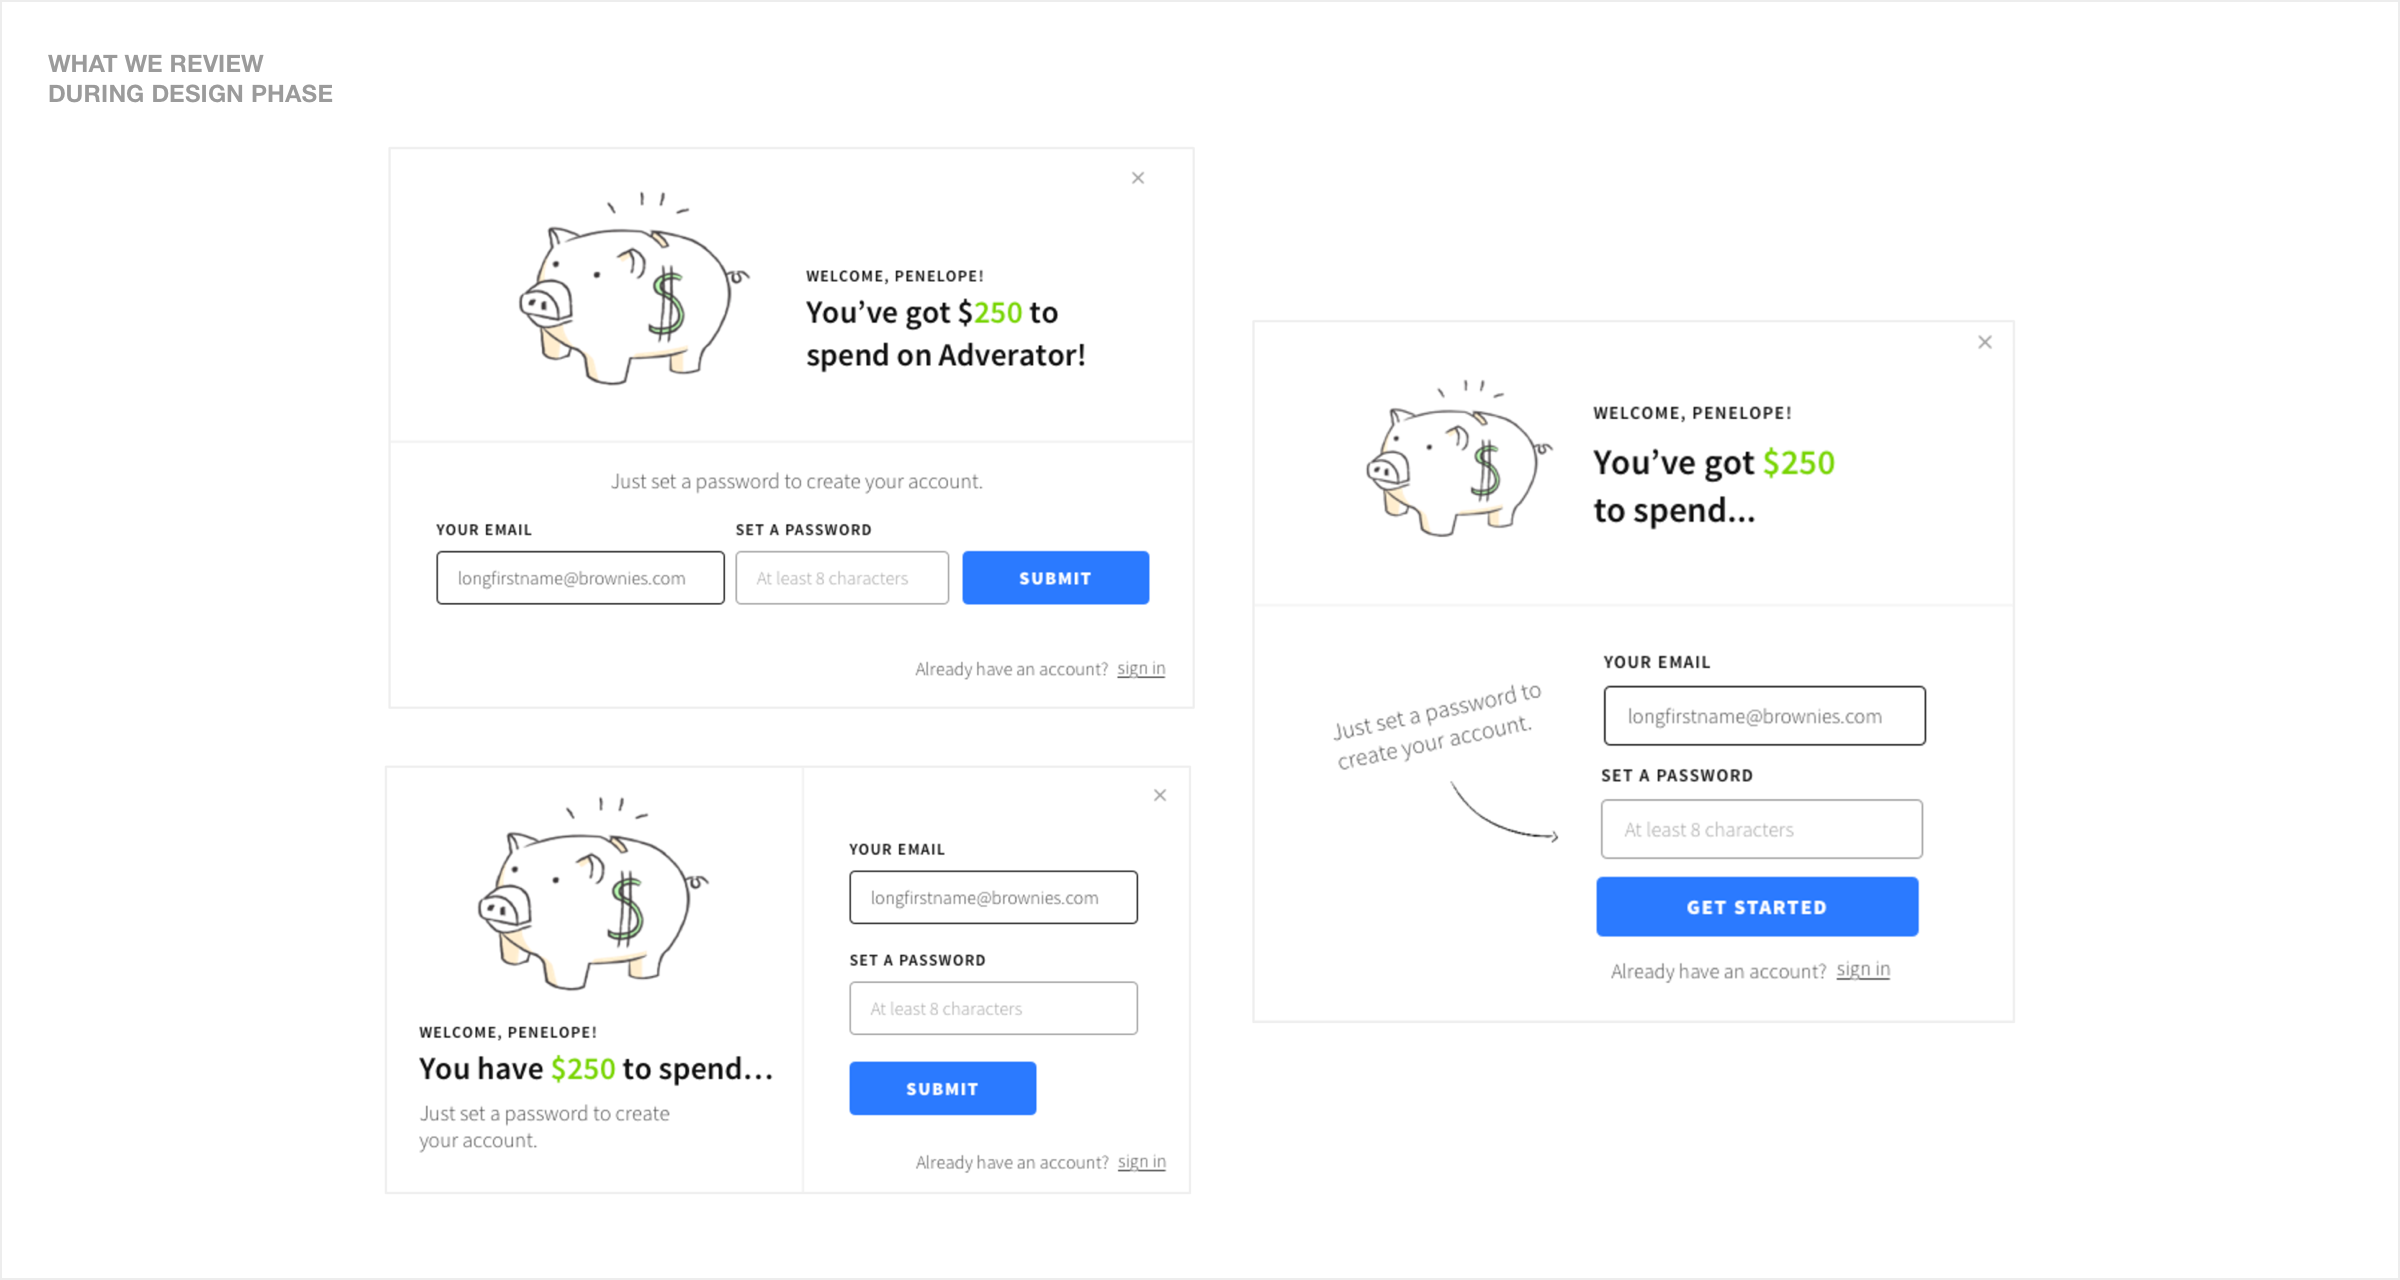 WHAT WE REVIEW
DURING DESIGN PHASE
×
WELCOME, PENELOPE!
You’ve got $250 to
spend on Adverator!
Just set a password to create your account.
YOUR EMAIL
SET A PASSWORD
longfirstname@brownies.com
At least 8 characters
SUBMIT
Already have an account? sign in
$
×
YOUR EMAIL
longfirstname@brownies.com
SET A PASSWORD
At least 8 characters
WELCOME, PENELOPE!
You have $250 to spend...
Just set a password to create
your account.
SUBMIT
Already have an account? sign in
$
×
WELCOME, PENELOPE!
You’ve got $250
to spend...
$
Just set a password to
create your account.
YOUR EMAIL
longfirstname@brownies.com
SET A PASSWORD
At least 8 characters
GET STARTED
Already have an account? sign in